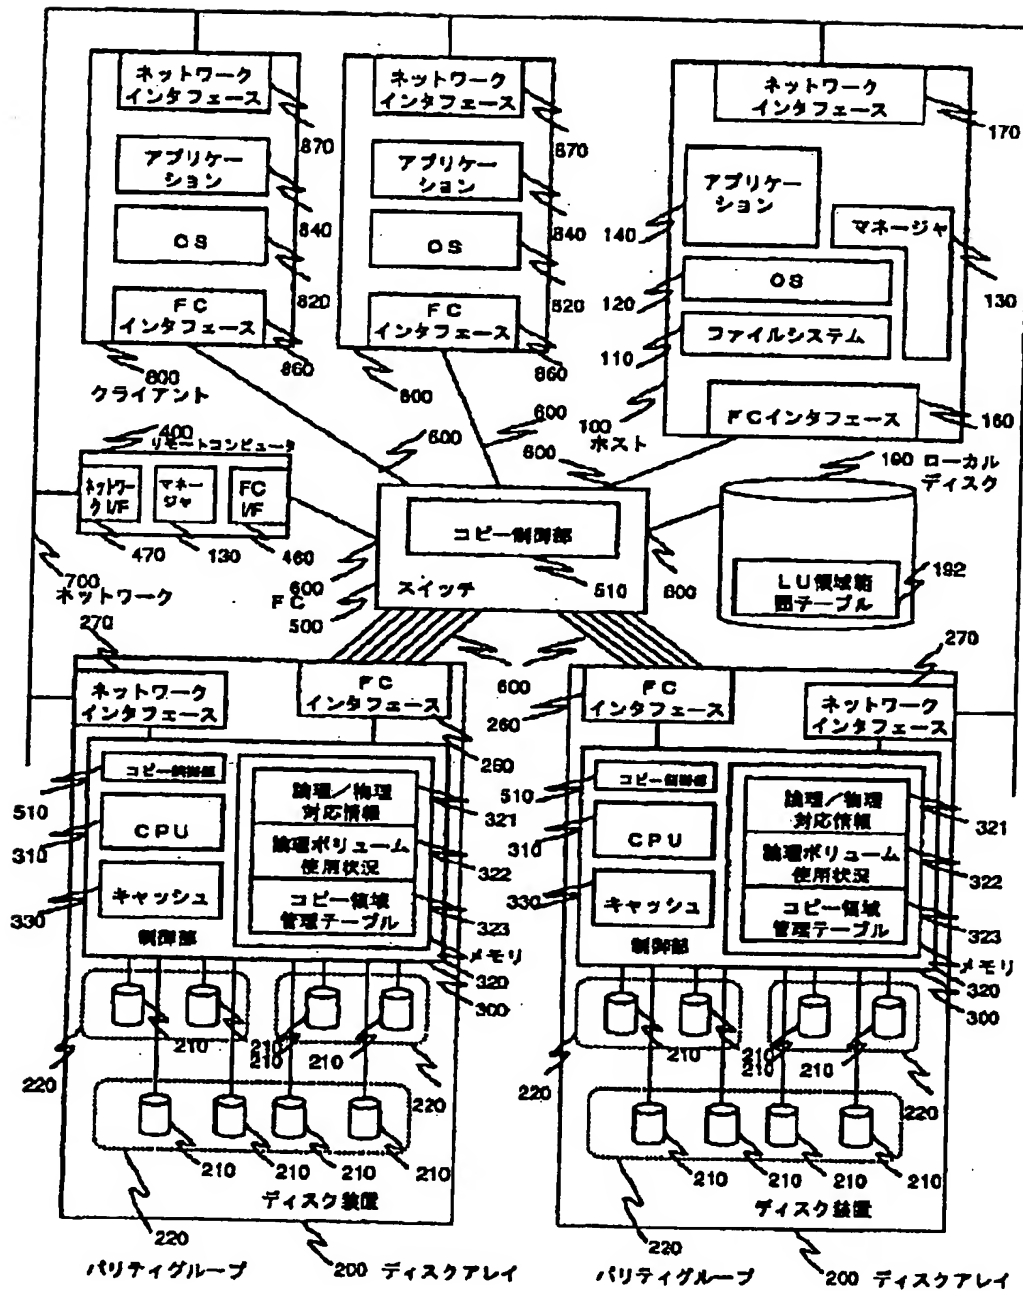 ネットワーク
インタフェース
870
アプリケー
ション
840
OS
820
FC
インタフェース
860
800
クライアント
ネットワーク
インタフェース
870
アプリケー
ション
840
OS
820
FC
インタフェース
860
800
ネットワーク
インタフェース
170
アプリケー
ション
140
マネージャ
130
OS
120
ファイルシステム
110
FCインタフェース
160
100
ホスト
600
600
600
400
リモートコンピュータ
ネットワー
クI/F
マネー
ジャ
FC
I/F
470
130
460
700
ネットワーク
コピー制御部
510
スイッチ
600
FC
500
600
190 ローカル
ディスク
LU領域範
囲テーブル
192
600
270
ネットワーク
インタフェース
FC
インタフェース
260
コピー制御部
510
CPU
310
キャッシュ
330
制御部
論理/物理
対応情報
321
論理ボリューム
使用状況
322
コピー領域
管理テーブル
323
メモリ
320
300
210
210
210
210
220
220
210
210
210
210
ディスク装置
220
パリティグループ
200 ディスクアレイ
270
FC
インタフェース
260
ネットワーク
インタフェース
コピー制御部
510
CPU
310
キャッシュ
330
制御部
論理/物理
対応情報
321
論理ボリューム
使用状況
322
コピー領域
管理テーブル
323
メモリ
320
300
210
210
210
210
220
220
210
210
210
210
ディスク装置
220
パリティグループ
200 ディスクアレイ